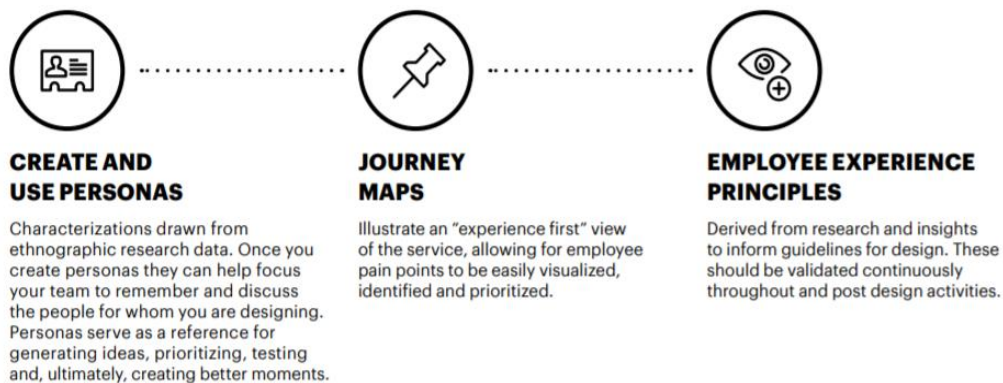 CREATE AND
USE PERSONAS
Characterizations drawn from
ethnographic research data. Once you
create personas they can help focus
your team to remember and discuss
the people for whom you are designing.
Personas serve as a reference for
generating ideas, prioritizing, testing
and, ultimately, creating better moments.
JOURNEY
MAPS
Illustrate an “experience first” view
of the service, allowing for employee
pain points to be easily visualized,
identified and prioritized.
EMPLOYEE EXPERIENCE
PRINCIPLES
Derived from research and insights
to inform guidelines for design. These
should be validated continuously
throughout and post design activities.